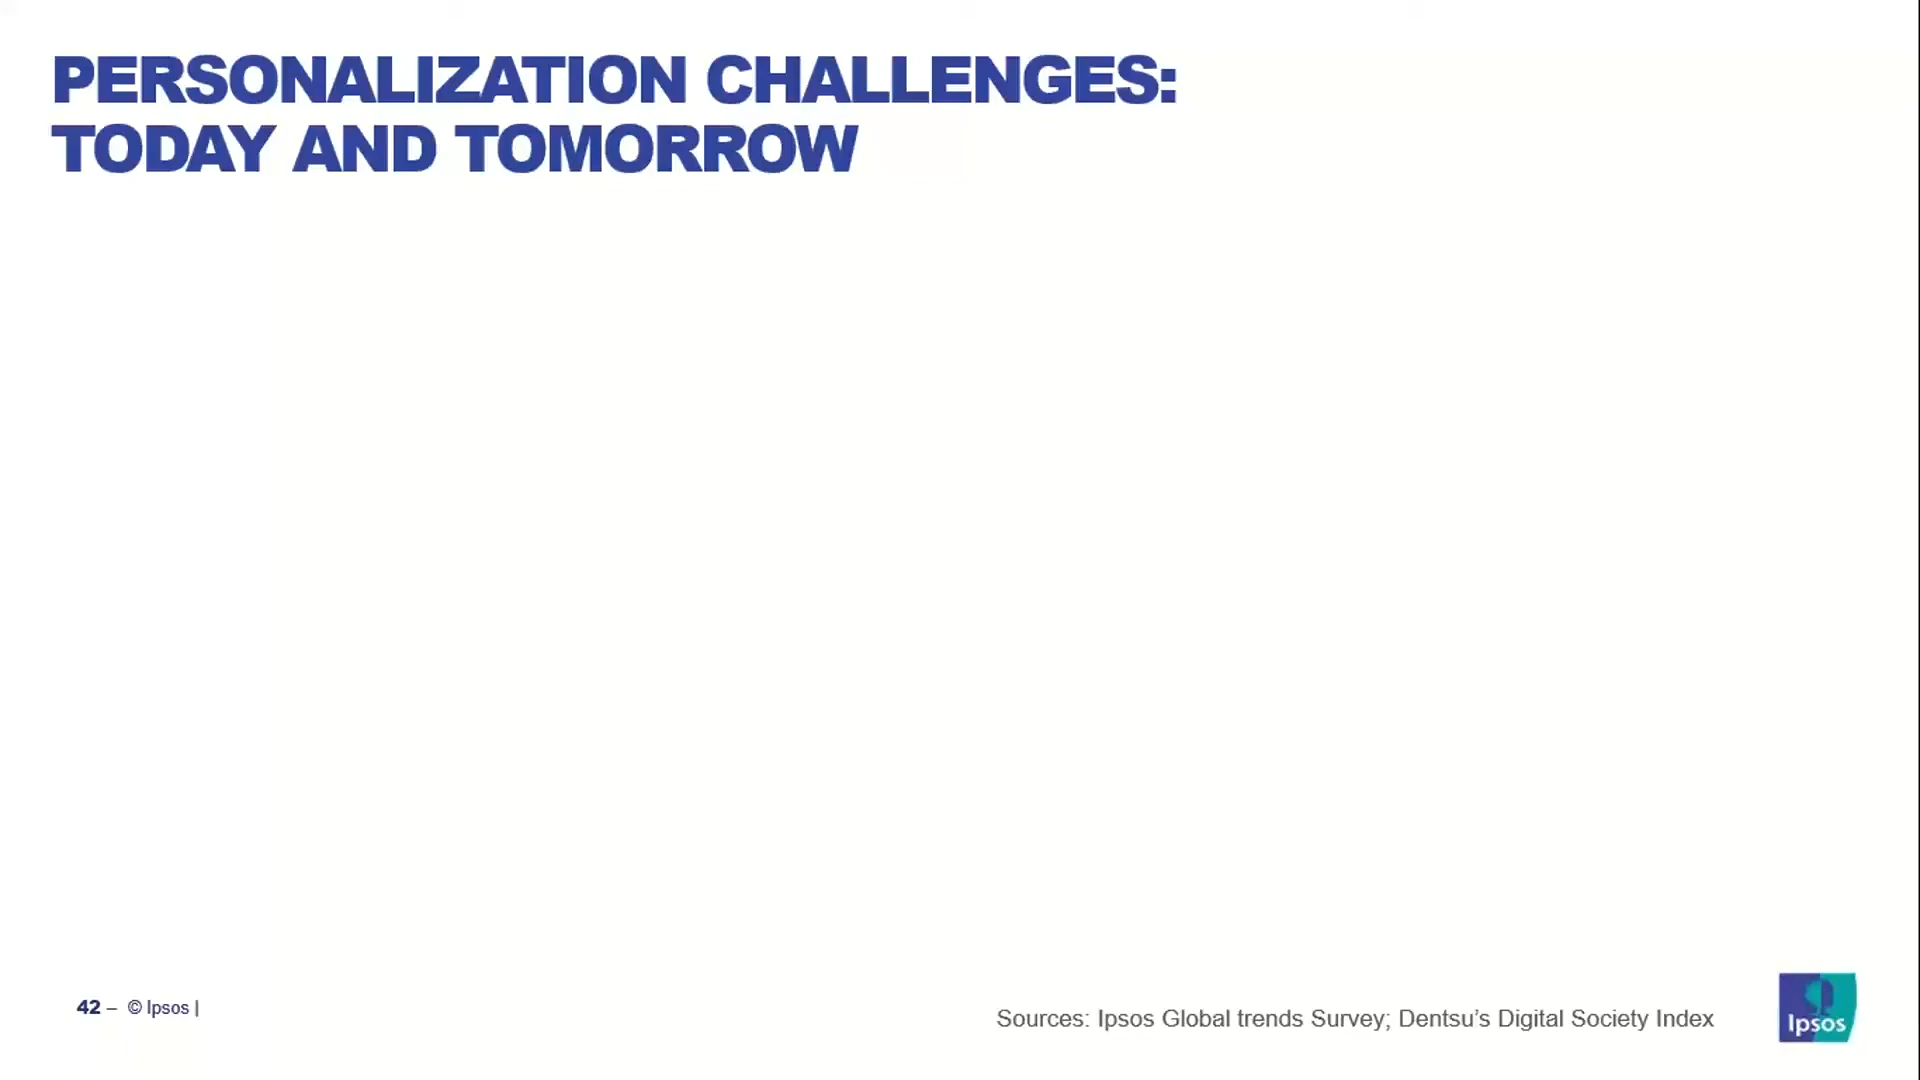 PERSONALIZATION CHALLENGES:
TODAY AND TOMORROW
42 – © Ipsos |
Sources: Ipsos Global trends Survey; Dentsu’s Digital Society Index
Ipsos